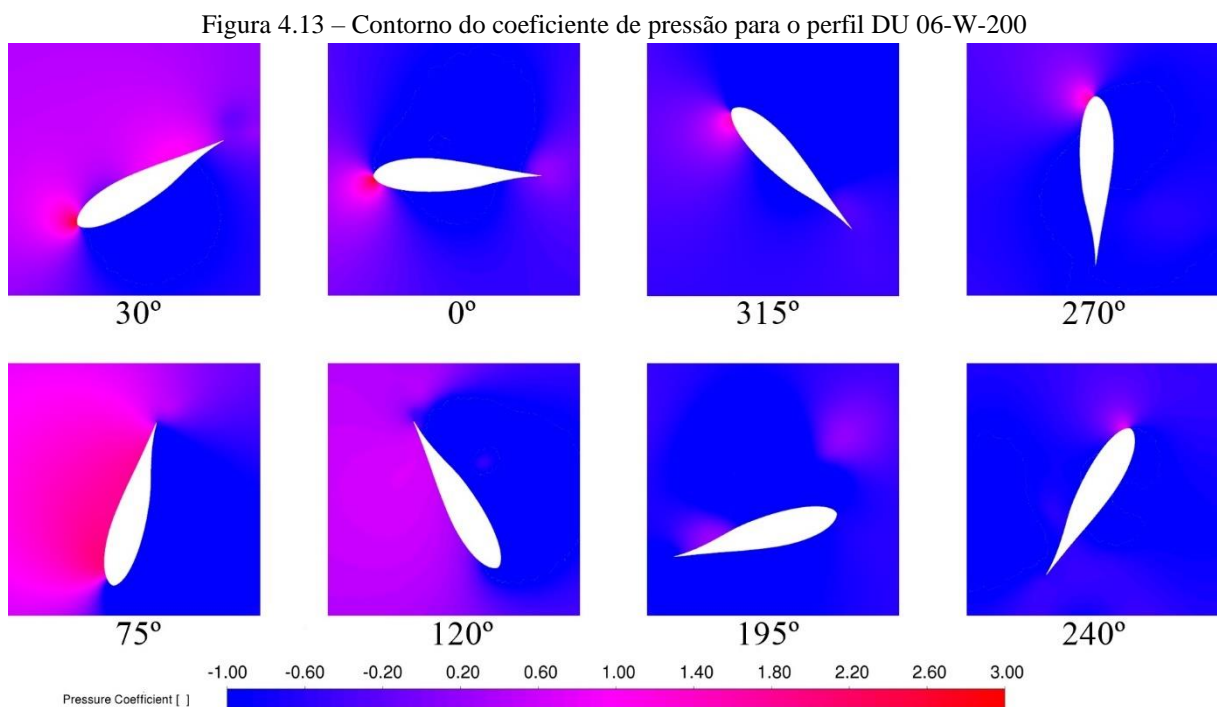 Figura 4.13 – Contorno do coeficiente de pressão para o perfil DU 06-W-200
30º 0º 315º 270º
75º 120º 195º 240º
-1.00 -0.60 -0.20 0.20 0.60 1.00 1.40 1.80 2.20 2.60 3.00
Pressure Coefficient [ ]